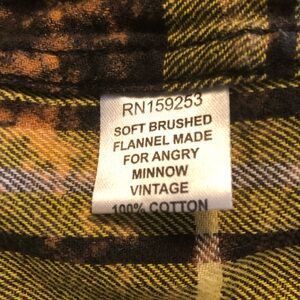 RN159253
SOFT BRUSHED
FLANNEL MADE
FOR ANGRY
MINNOW
VINTAGE
100% COTTON